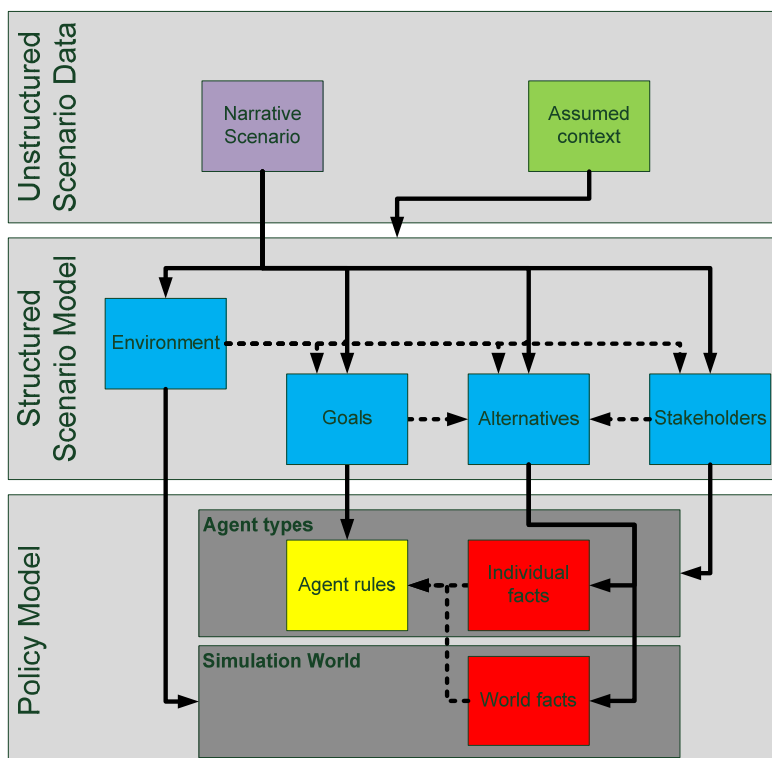 Unstructured
Scenario Data
Narrative
Scenario
Assumed
context
Structured
Scenario Model
Environment
Goals
Alternatives
Stakeholders
Policy Model
Agent types
Agent rules
Individual
facts
Simulation World
World facts